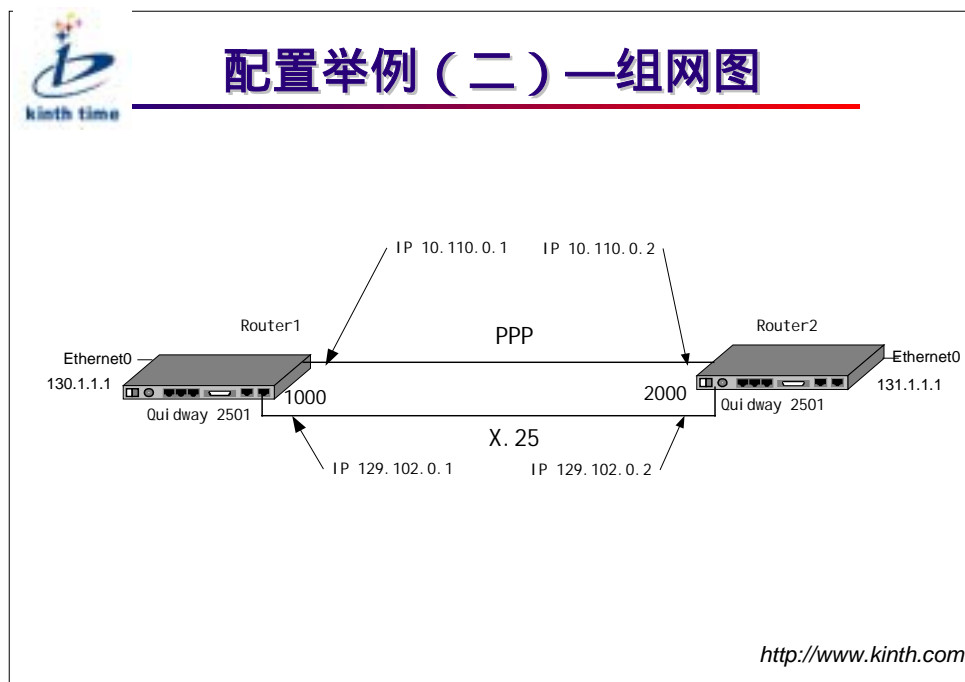 kinth time
配置举例（二）—组网图
IP 10.110.0.1
IP 10.110.0.2
Router1
PPP
Router2
Ethernet0
Ethernet0
130.1.1.1
1000
2000
131.1.1.1
Quidway 2501
Quidway 2501
X.25
IP 129.102.0.1
IP 129.102.0.2
http://www.kinth.com